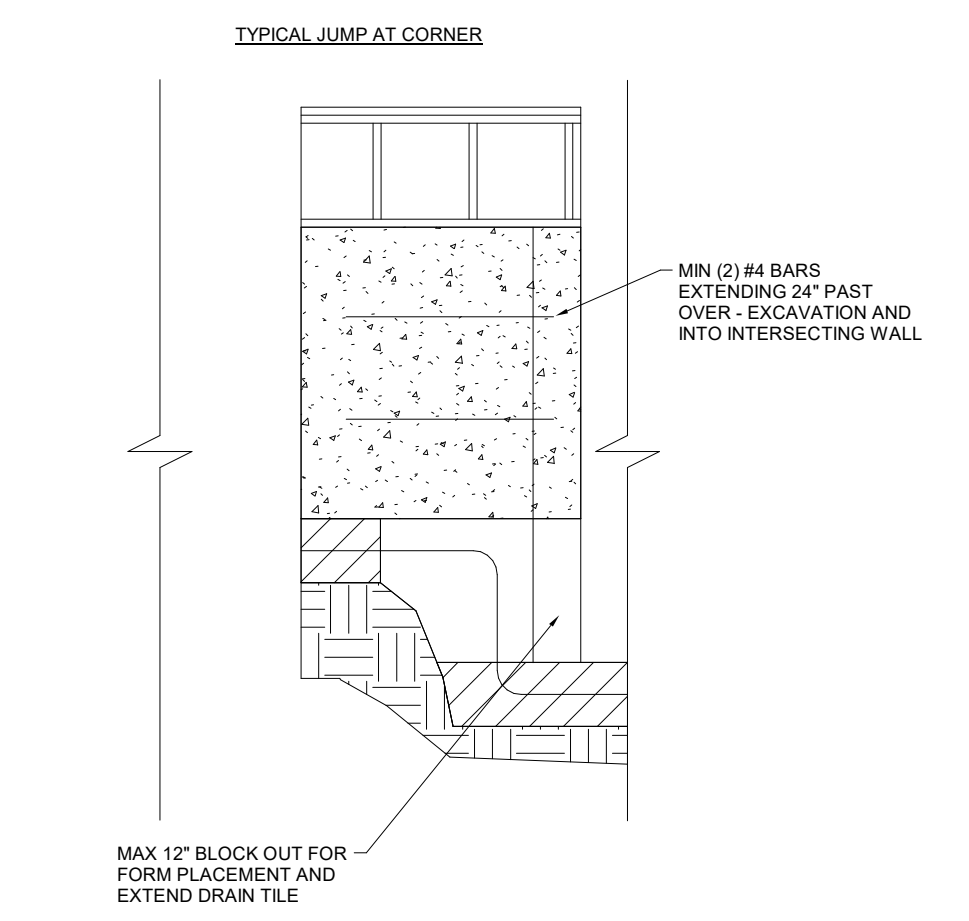 TYPICAL JUMP AT CORNER
MIN (2) #4 BARS
EXTENDING 24" PAST
OVER - EXCAVATION AND
INTO INTERSECTING WALL
MAX 12" BLOCK OUT FOR
FORM PLACEMENT AND
EXTEND DRAIN TILE